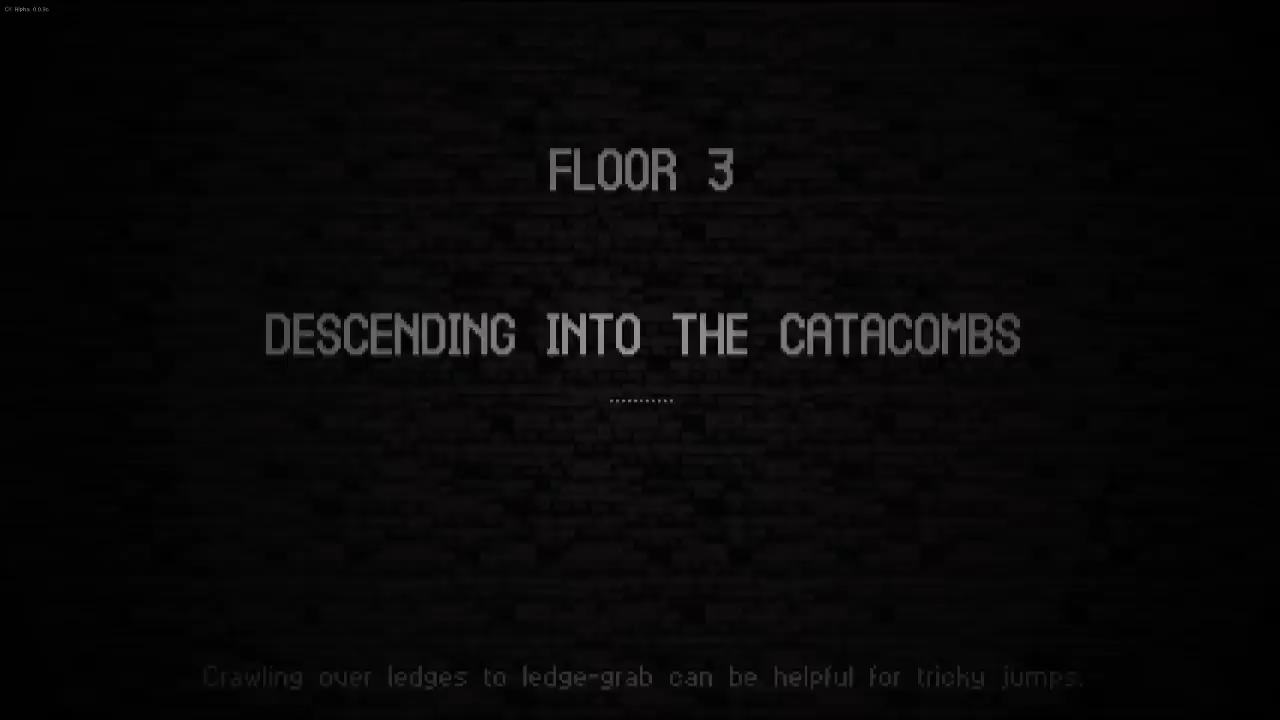 FLOOR 3
DESCENDING INTO THE CATACOMBS
...........
Crawling over ledges to ledge-grab can be helpful for tricky jumps.